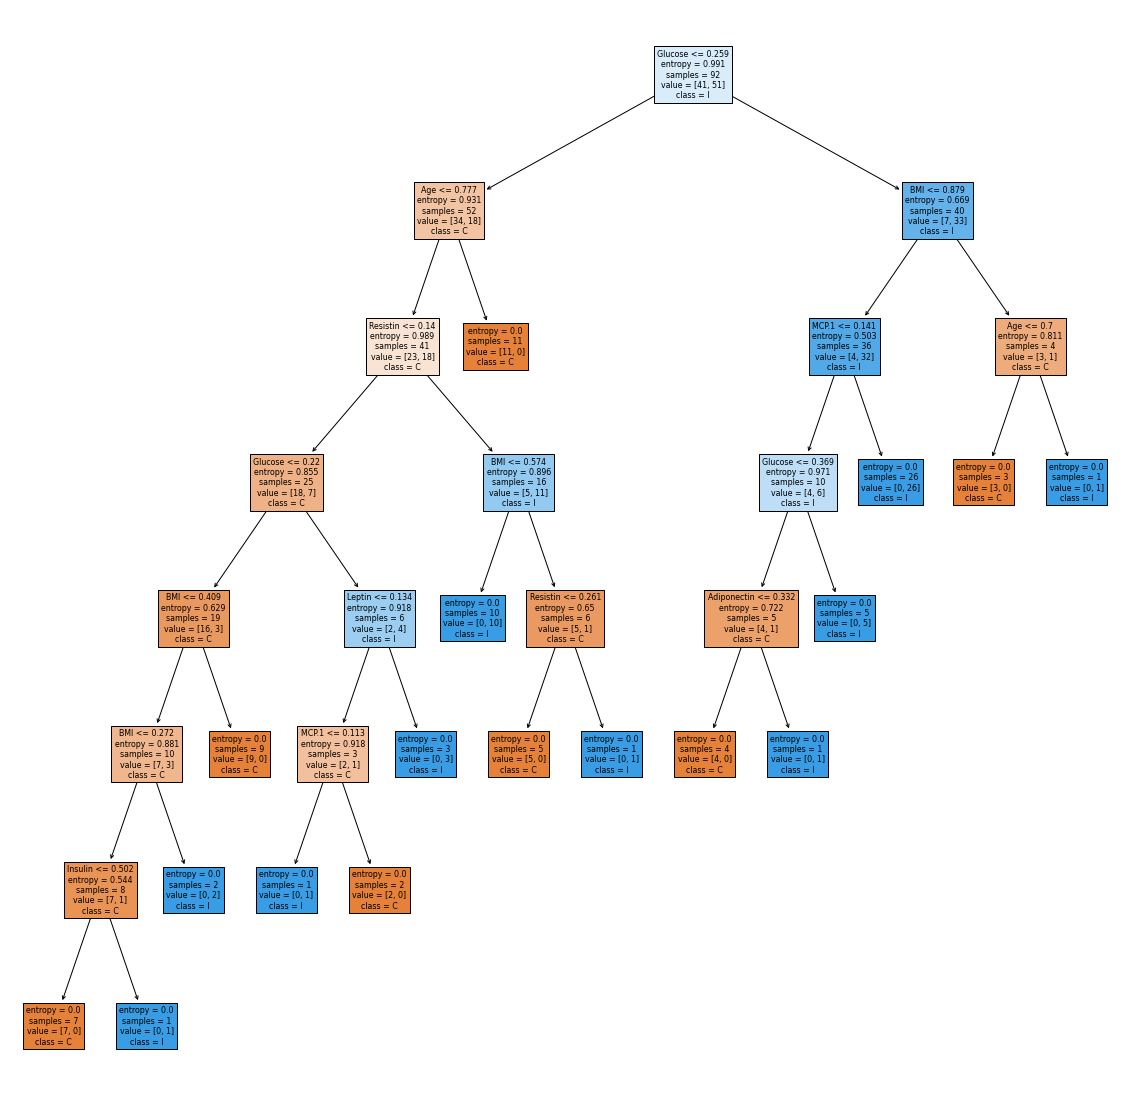 Glucose <= 0.259
entropy = 0.991
samples = 92
value = [41, 51]
class = I
Age <= 0.777
entropy = 0.931
samples = 52
value = [34, 18]
class = C
BMI <= 0.879
entropy = 0.669
samples = 40
value = [7, 33]
class = I
Resistin <= 0.14
entropy = 0.989
samples = 41
value = [23, 18]
class = C
entropy = 0.0
samples = 11
value = [11, 0]
class = C
MCP.1 <= 0.141
entropy = 0.503
samples = 36
value = [4, 32]
class = I
Age <= 0.7
entropy = 0.811
samples = 4
value = [3, 1]
class = C
Glucose <= 0.22
entropy = 0.855
samples = 25
value = [18, 7]
class = C
BMI <= 0.574
entropy = 0.896
samples = 16
value = [5, 11]
class = I
Glucose <= 0.369
entropy = 0.971
samples = 10
value = [4, 6]
class = I
entropy = 0.0
samples = 26
value = [0, 26]
class = I
entropy = 0.0
samples = 3
value = [3, 0]
class = C
entropy = 0.0
samples = 1
value = [0, 1]
class = I
BMI <= 0.409
entropy = 0.629
samples = 19
value = [16, 3]
class = C
Leptin <= 0.134
entropy = 0.918
samples = 6
value = [2, 4]
class = I
entropy = 0.0
samples = 10
value = [0, 10]
class = I
Resistin <= 0.261
entropy = 0.65
samples = 6
value = [5, 1]
class = C
Adiponectin <= 0.332
entropy = 0.722
samples = 5
value = [4, 1]
class = C
entropy = 0.0
samples = 5
value = [0, 5]
class = I
BMI <= 0.272
entropy = 0.881
samples = 10
value = [7, 3]
class = C
entropy = 0.0
samples = 9
value = [9, 0]
class = C
MCP.1 <= 0.113
entropy = 0.918
samples = 3
value = [2, 1]
class = C
entropy = 0.0
samples = 3
value = [0, 3]
class = I
entropy = 0.0
samples = 5
value = [5, 0]
class = C
entropy = 0.0
samples = 1
value = [0, 1]
class = I
entropy = 0.0
samples = 4
value = [4, 0]
class = C
entropy = 0.0
samples = 1
value = [0, 1]
class = I
Insulin <= 0.502
entropy = 0.544
samples = 8
value = [7, 1]
class = C
entropy = 0.0
samples = 2
value = [0, 2]
class = I
entropy = 0.0
samples = 1
value = [0, 1]
class = I
entropy = 0.0
samples = 2
value = [2, 0]
class = C
entropy = 0.0
samples = 7
value = [7, 0]
class = C
entropy = 0.0
samples = 1
value = [0, 1]
class = I